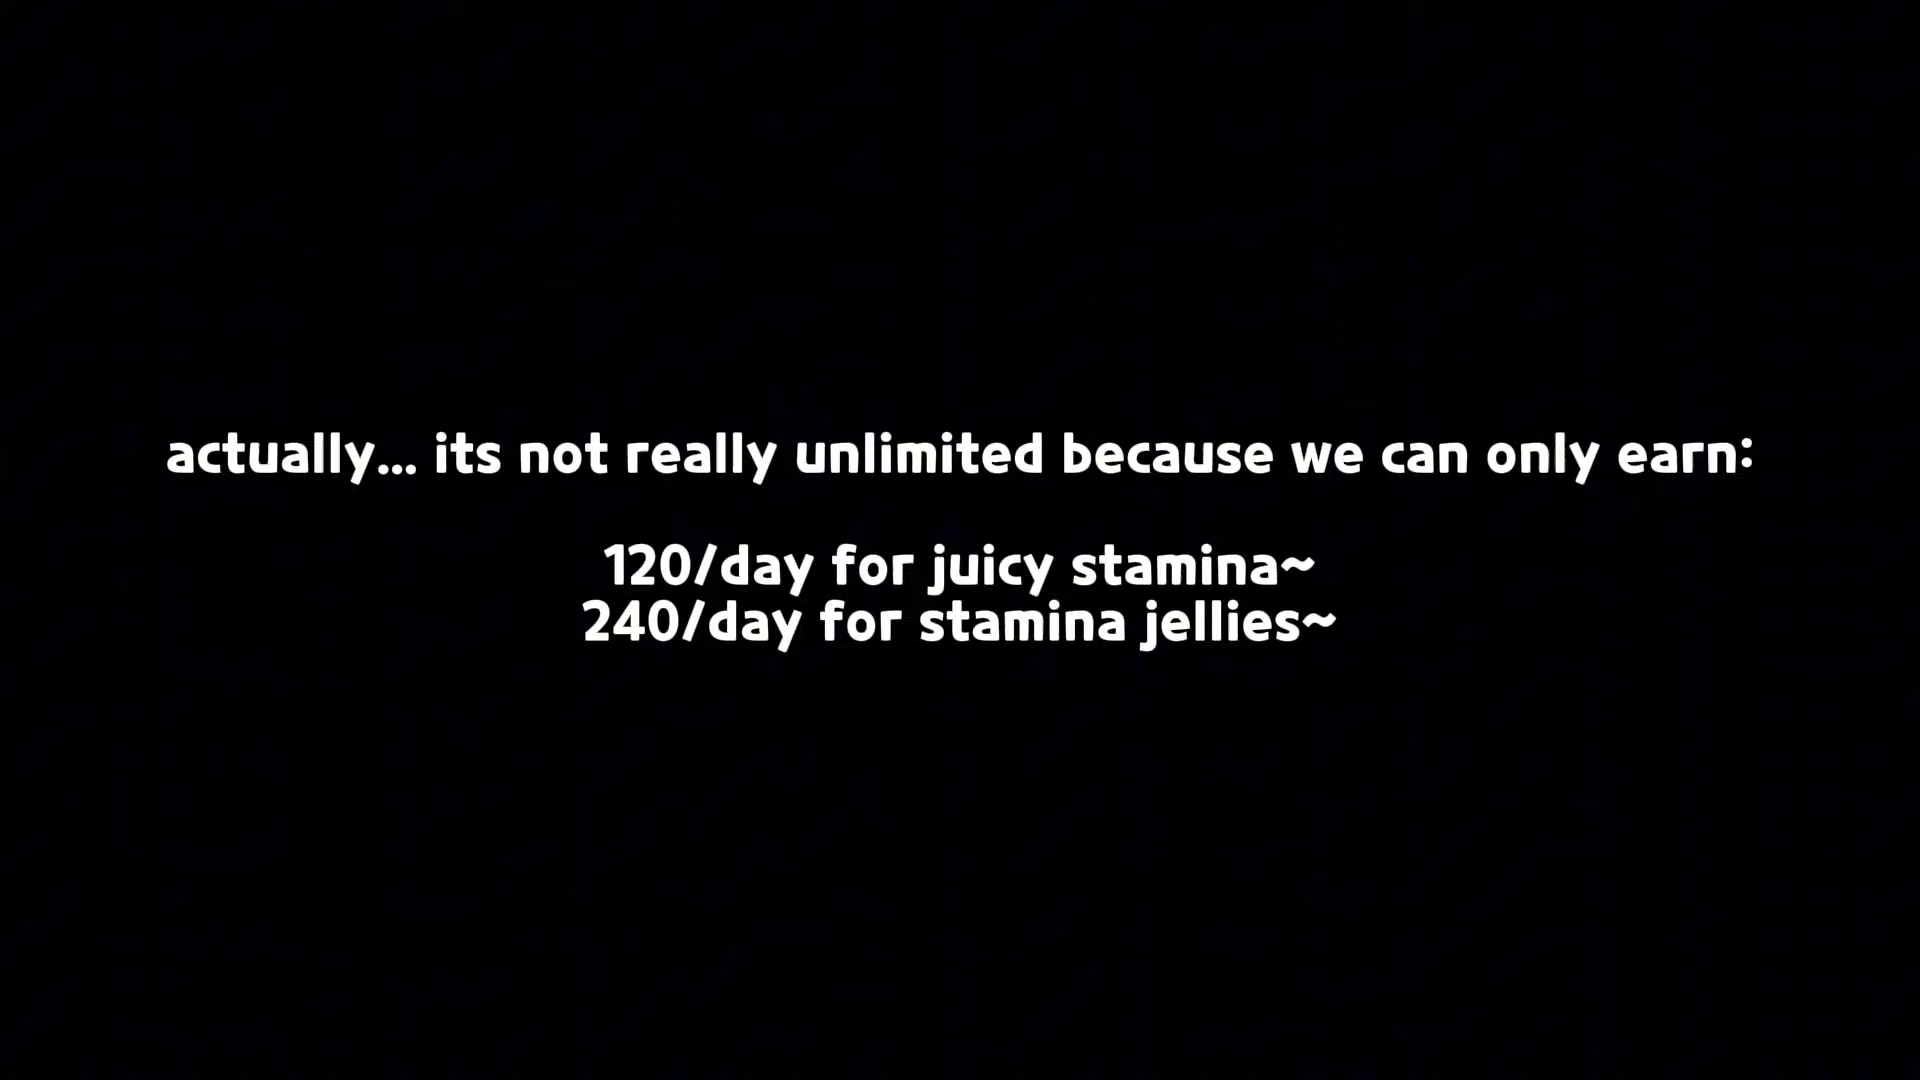 actually... its not really unlimited because we can only earn:
120/day for juicy stamina~
240/day for stamina jellies~